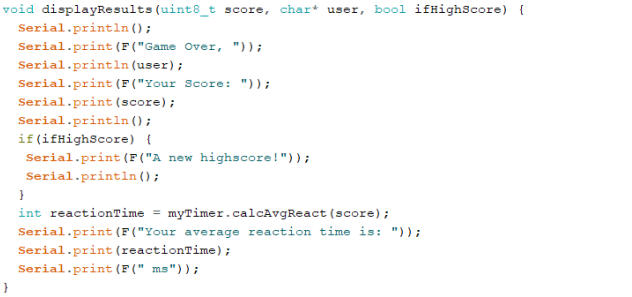 void displayResults(uint8_t score, char* user, bool ifHighScore) {
  Serial.println();
  Serial.print(F("Game Over, "));
  Serial.println(user);
  Serial.print(F("Your Score: "));
  Serial.print(score);
  Serial.println();
  if(ifHighScore) {
   Serial.print(F("A new highscore!"));
   Serial.println();
  }
  int reactionTime = myTimer.calcAvgReact(score);
  Serial.print(F("Your average reaction time is: "));
  Serial.print(reactionTime);
  Serial.print(F(" ms"));
}